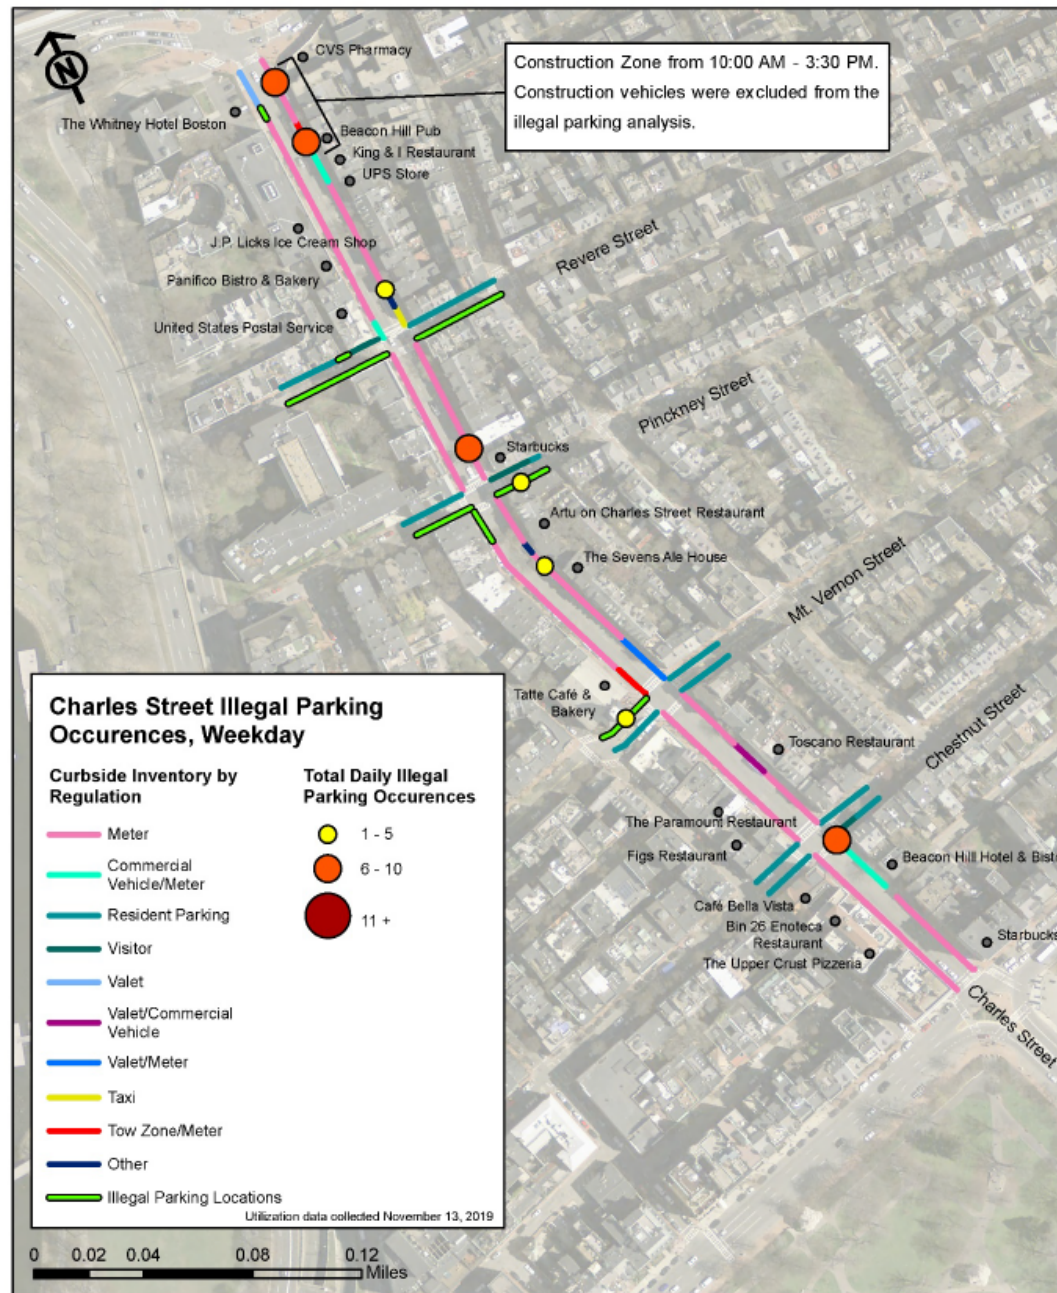 N
CVS Pharmacy
Construction Zone from 10:00 AM - 3:30 PM.
Construction vehicles were excluded from the
illegal parking analysis.
The Whitney Hotel Boston
Beacon Hill Pub
King & I Restaurant
UPS Store
J.P. Licks Ice Cream Shop
Revere Street
Panifico Bistro & Bakery
United States Postal Service
Pinckney Street
Starbucks
Artu on Charles Street Restaurant
The Sevens Ale House
Mt. Vernon Street
Tatte Café &
Bakery
Toscano Restaurant
Chestnut Street
The Paramount Restaurant
Figs Restaurant
Beacon Hill Hotel & Bistr
Café Bella Vista
Bin 26 Enoteca
Restaurant
The Upper Crust Pizzeria
Starbucks
Charles Street
Charles Street Illegal Parking
Occurences, Weekday
Curbside Inventory by
Regulation
Meter
Commercial
Vehicle/Meter
Resident Parking
Visitor
Valet
Valet/Commercial
Vehicle
Valet/Meter
Taxi
Tow Zone/Meter
Other
Illegal Parking Locations
Total Daily Illegal
Parking Occurences
1 - 5
6 - 10
11 +
Utilization data collected November 13, 2019
0 0.02 0.04 0.08 0.12
Miles